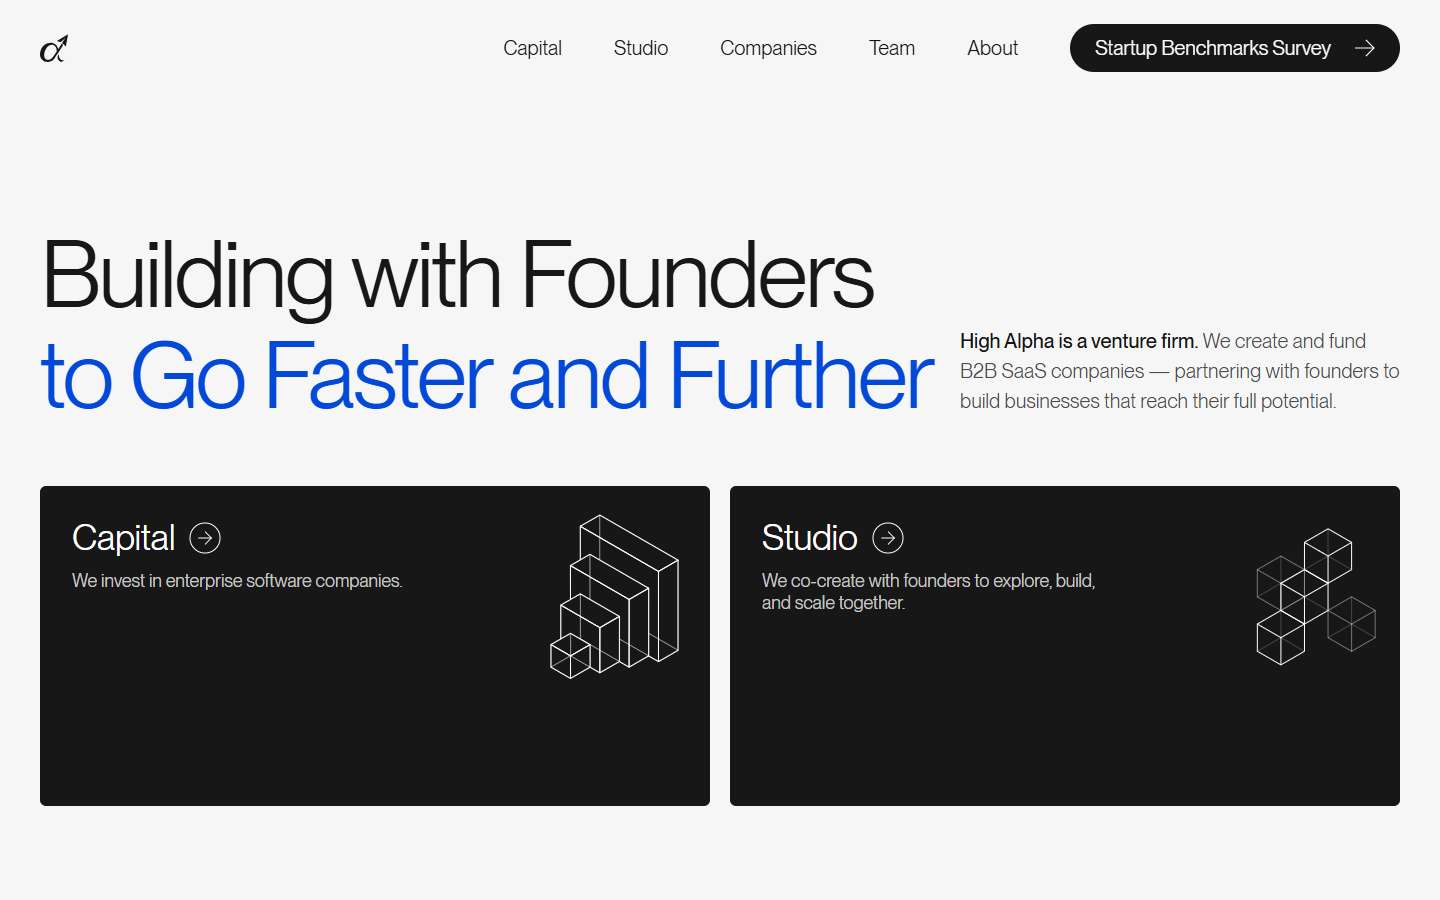 Capital Studio Companies Team About Startup Benchmarks Survey
Building with Founders
to Go Faster and Further
High Alpha is a venture firm. We create and fund
B2B SaaS companies — partnering with founders to
build businesses that reach their full potential.
Capital
We invest in enterprise software companies.
Studio
We co-create with founders to explore, build,
and scale together.